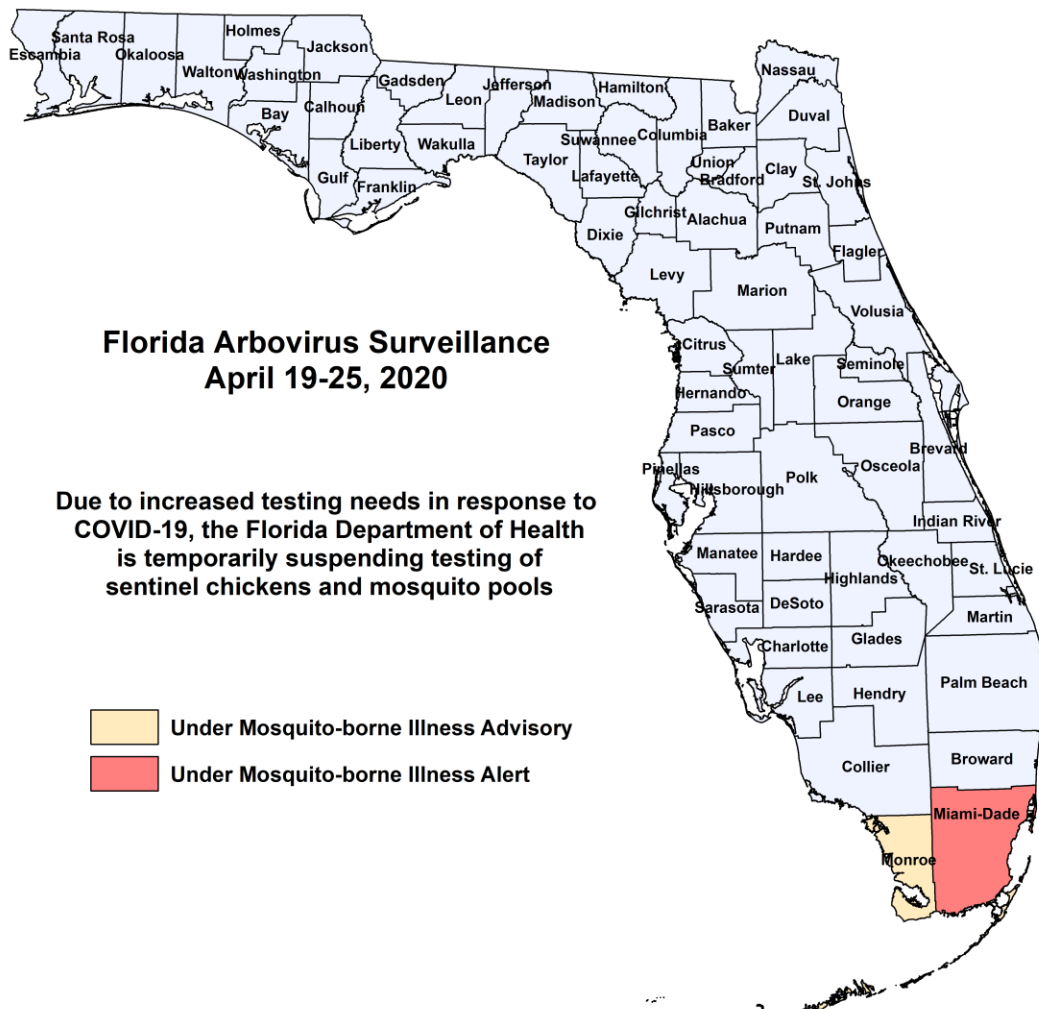 Holmes
Jackson
Santa Rosa
Escambia
Okaloosa
Walton
Washington
Gadsden
Jefferson
Hamilton
Nassau
Madison
Leon
Calhoun
Bay
Duval
Baker
Columbia
Suwannee
Liberty
Wakulla
Taylor
Union
Bradford
Clay
St. Johns
Lafayette
Gulf
Franklin
Gilchrist
Alachua
Putnam
Dixie
Flagler
Levy
Marion
Volusia
Florida Arbovirus Surveillance
April 19-25, 2020
Citrus
Sumter
Lake
Seminole
Hernando
Orange
Pasco
Brevard
Pinellas
Hillsborough
Polk
Osceola
Due to increased testing needs in response to
COVID-19, the Florida Department of Health
is temporarily suspending testing of
sentinel chickens and mosquito pools
Indian River
Manatee
Hardee
Highlands
Okeechobee
St. Lucie
Sarasota
DeSoto
Martin
Charlotte
Glades
Lee
Hendry
Palm Beach
Under Mosquito-borne Illness Advisory
Under Mosquito-borne Illness Alert
Collier
Broward
Miami-Dade
Monroe